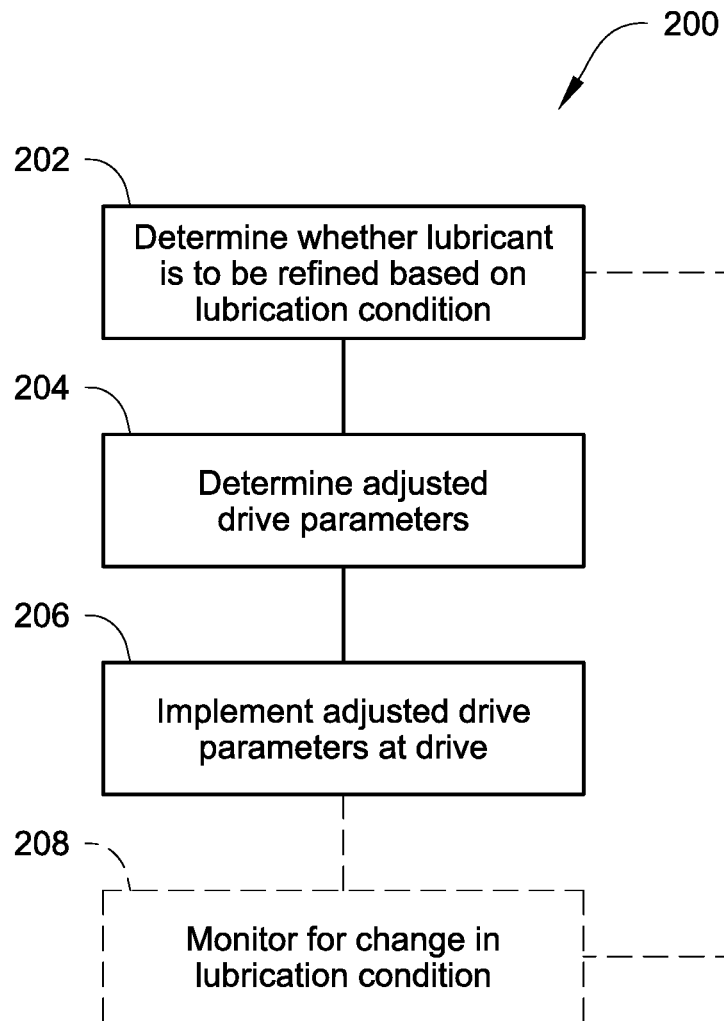 200
202
Determine whether lubricant
is to be refined based on
lubrication condition
204
Determine adjusted
drive parameters
206
Implement adjusted drive
parameters at drive
208
Monitor for change in
lubrication condition